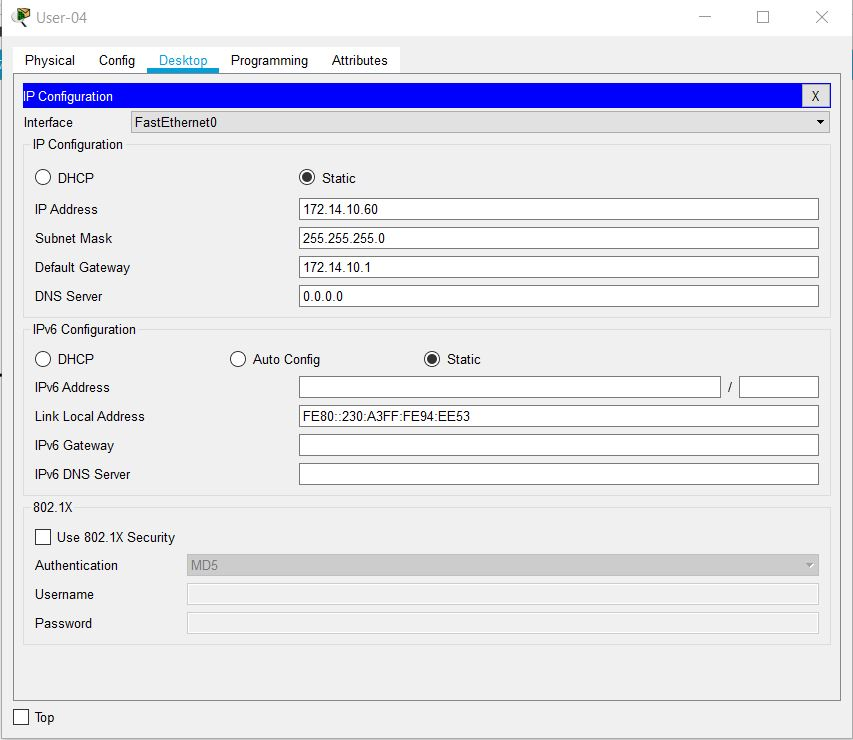 User-04
Physical Config Desktop Programming Attributes
IP Configuration X
Interface FastEthernet0
IP Configuration
DHCP Static
IP Address 172.14.10.60
Subnet Mask 255.255.255.0
Default Gateway 172.14.10.1
DNS Server 0.0.0.0
IPv6 Configuration
DHCP Auto Config Static
IPv6 Address /
Link Local Address FE80::230:A3FF:FE94:EE53
IPv6 Gateway
IPv6 DNS Server
802.1X
Use 802.1X Security
Authentication MD5
Username
Password
Top